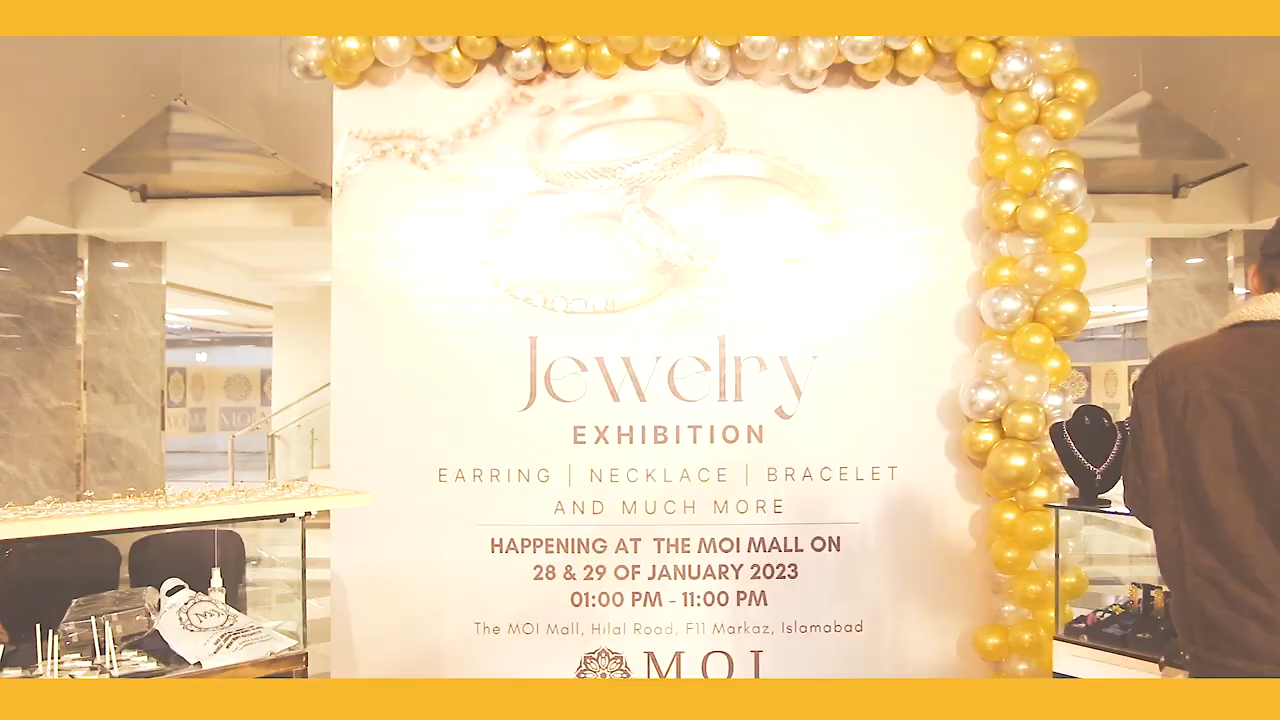 Jewelry
EXHIBITION
EARRING | NECKLACE | BRACELET
AND MUCH MORE
HAPPENING AT THE MOI MALL ON
28 & 29 OF JANUARY 2023
01:00 PM - 11:00 PM
The MOI Mall, Hilal Road, F11 Markaz, Islamabad
MOI
MOI